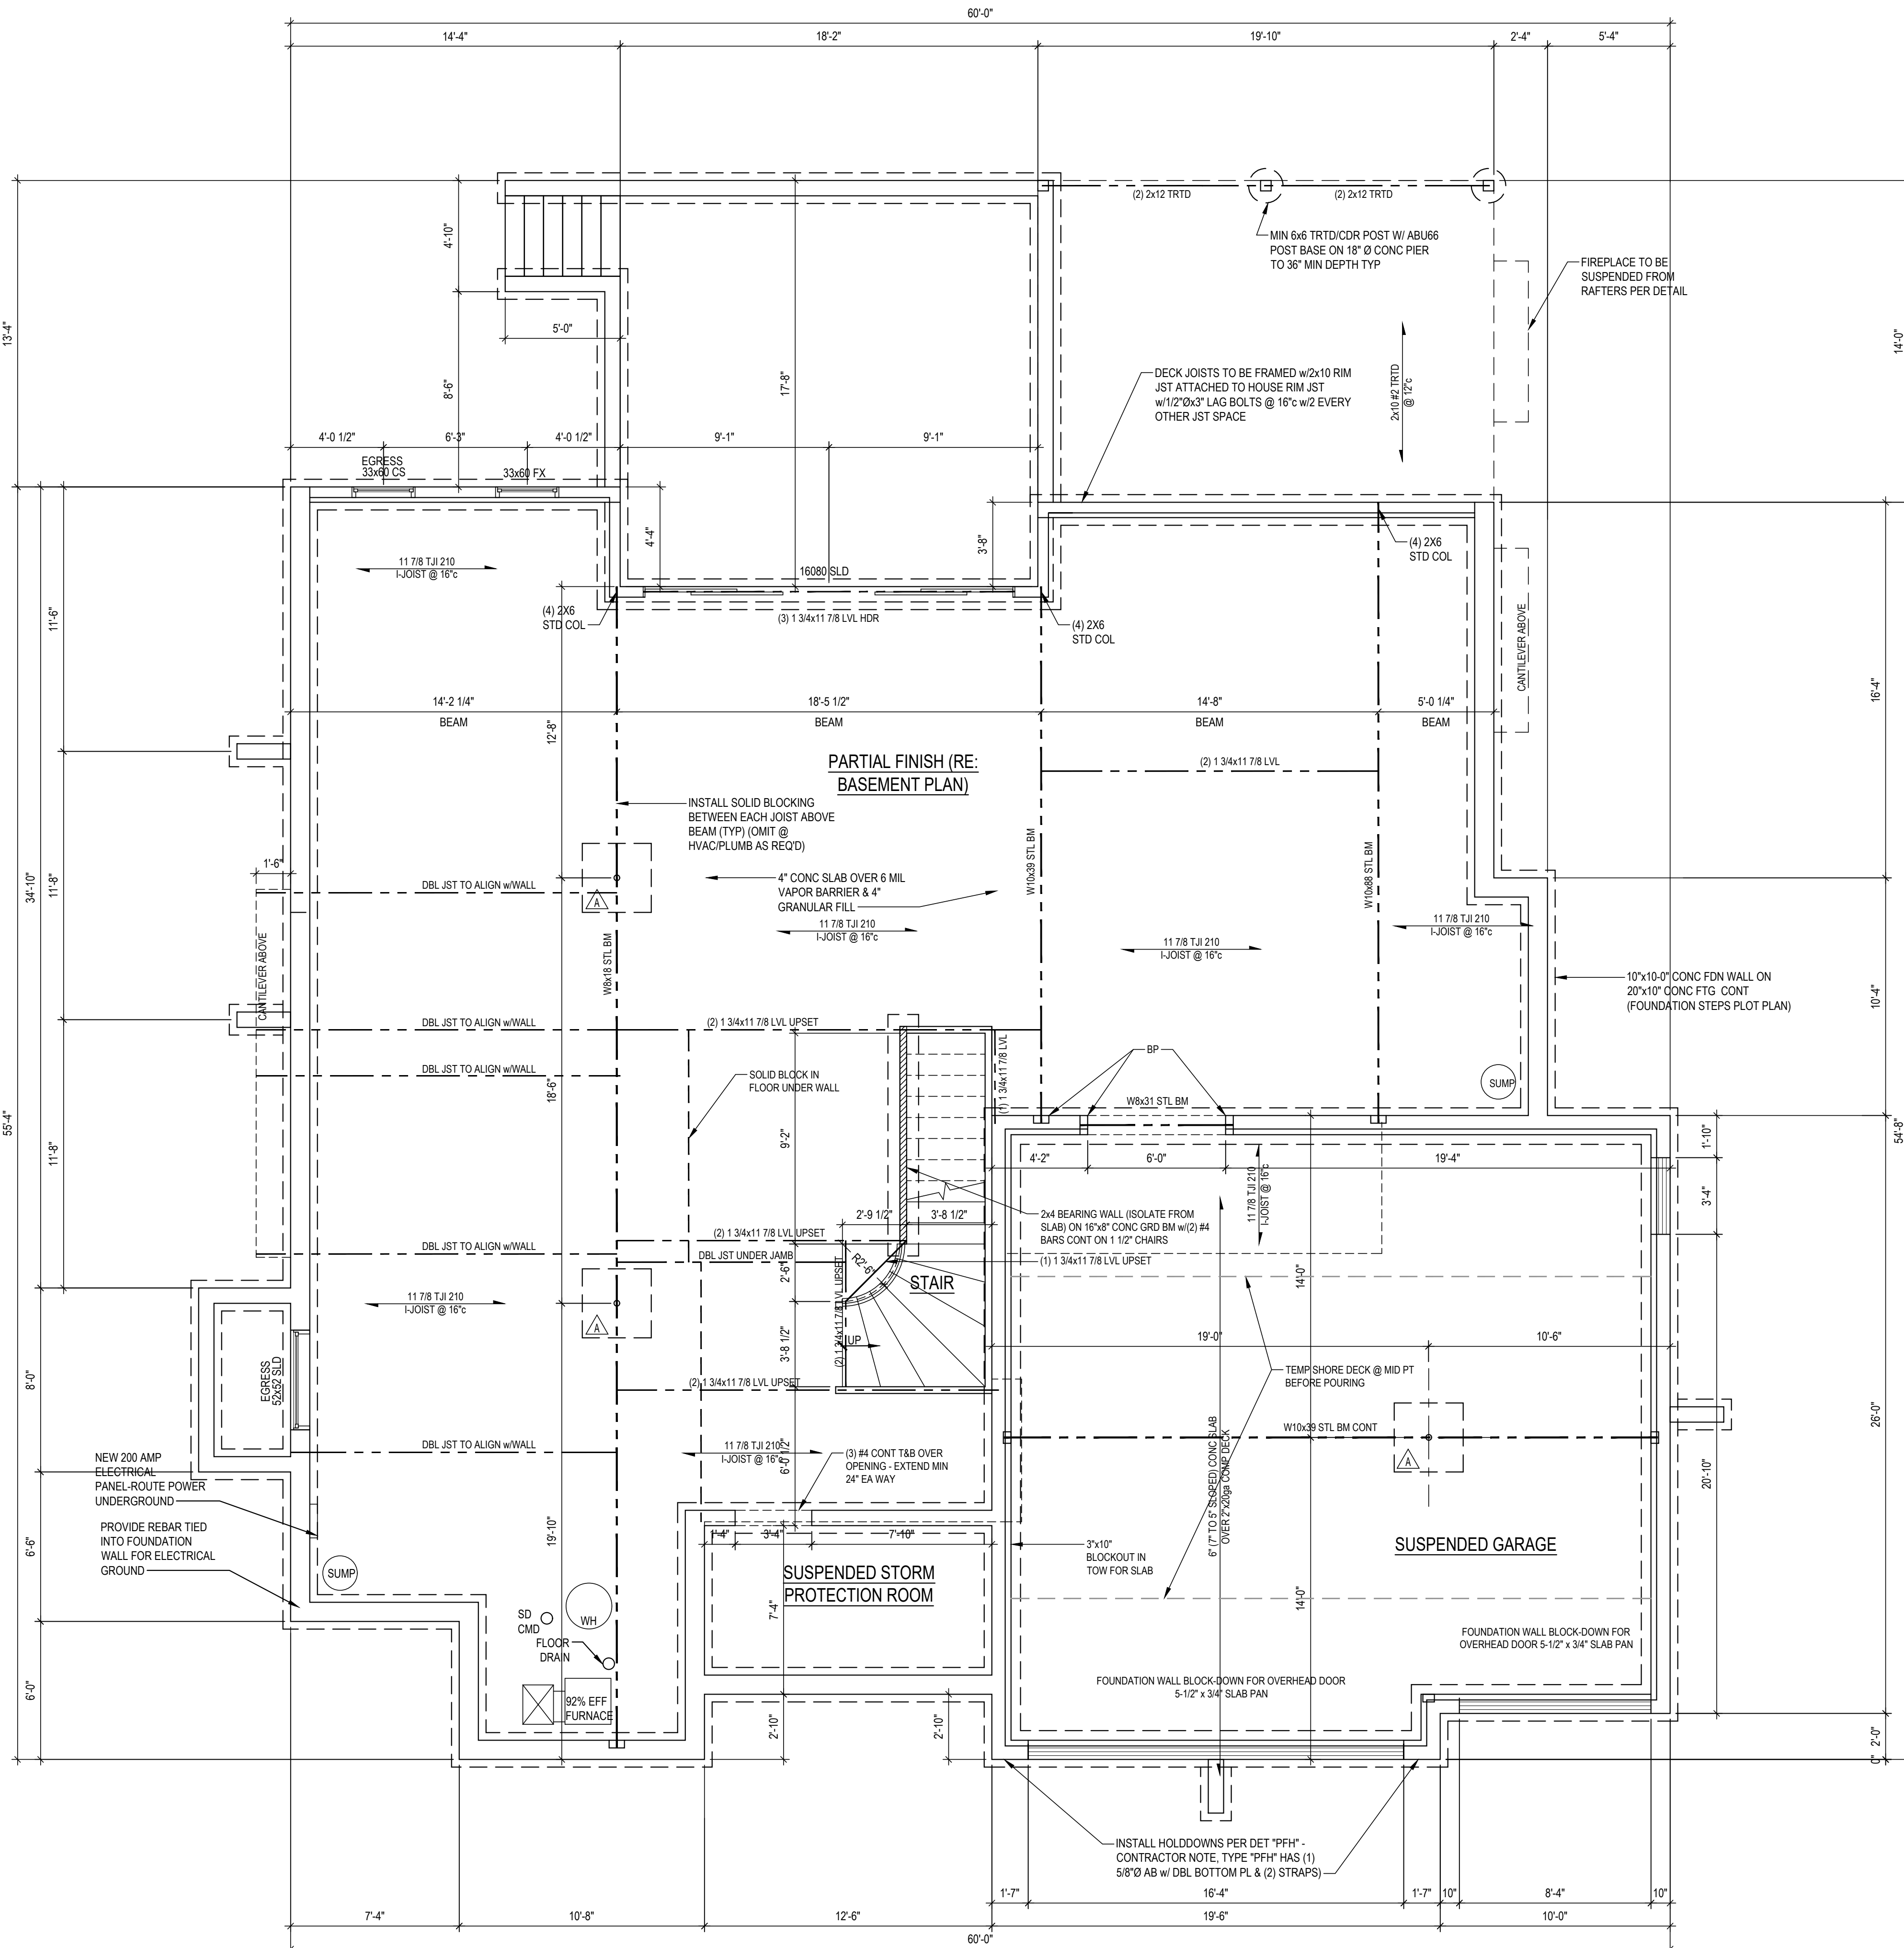 60'-0"
14'-4"
18'-2"
19'-10"
2'-4"
5'-4"
(2) 2x12 TRTD
(2) 2x12 TRTD
MIN 6x6 TRTD/CDR POST W/ ABU66
POST BASE ON 18" Ø CONC PIER
TO 36" MIN DEPTH TYP
FIREPLACE TO BE
SUSPENDED FROM
RAFTERS PER DETAIL
4'-10"
13'-4"
14'-0"
5'-0"
8'-6"
17'-8"
2x10 #2 TRTD
@ 12"c
DECK JOISTS TO BE FRAMED w/2x10 RIM
JST ATTACHED TO HOUSE RIM JST
w/1/2"Øx3" LAG BOLTS @ 16"c w/2 EVERY
OTHER JST SPACE
4'-0 1/2"
6'-3"
4'-0 1/2"
9'-1"
9'-1"
EGRESS
33x60 CS
33x60 FX
4'-4"
3'-8"
(4) 2X6
STD COL
11 7/8 TJI 210
I-JOIST @ 16"c
16080 SLD
(4) 2X6
STD COL
(3) 1 3/4x11 7/8 LVL HDR
(4) 2X6
STD COL
11'-6"
CANTILEVER ABOVE
16'-4"
14'-2 1/4"
BEAM
18'-5 1/2"
BEAM
14'-8"
BEAM
5'-0 1/4"
BEAM
12'-8"
PARTIAL FINISH (RE:
BASEMENT PLAN)
(2) 1 3/4x11 7/8 LVL
INSTALL SOLID BLOCKING
BETWEEN EACH JOIST ABOVE
BEAM (TYP) (OMIT @
HVAC/PLUMB AS REQ'D)
W10x39 STL BM
W10x88 STL BM
1'-6"
34'-10"
11'-8"
DBL JST TO ALIGN w/WALL
A
4" CONC SLAB OVER 6 MIL
VAPOR BARRIER & 4"
GRANULAR FILL
11 7/8 TJI 210
I-JOIST @ 16"c
11 7/8 TJI 210
I-JOIST @ 16"c
11 7/8 TJI 210
I-JOIST @ 16"c
CANTILEVER ABOVE
W8x18 STL BM
10"x10-0" CONC FDN WALL ON
20"x10" CONC FTG CONT
(FOUNDATION STEPS PLOT PLAN)
10'-4"
DBL JST TO ALIGN w/WALL
(2) 1 3/4x11 7/8 LVL UPSET
(1) 1 3/4x11 7/8 LVL
BP
DBL JST TO ALIGN w/WALL
SOLID BLOCK IN
FLOOR UNDER WALL
SUMP
55'-4"
11'-8"
18'-6"
W8x31 STL BM
54'-8"
9'-2"
1'-10"
4'-2"
6'-0"
19'-4"
3'-4"
11 7/8 TJI 210
I-JOIST @ 16"c
2'-9 1/2"
3'-8 1/2"
2x4 BEARING WALL (ISOLATE FROM
SLAB) ON 16"x8" CONC GRD BM w/(2) #4
BARS CONT ON 1 1/2" CHAIRS
(2) 1 3/4x11 7/8 LVL UPSET
DBL JST TO ALIGN w/WALL
DBL JST UNDER JAMB
R2'-6"
(1) 1 3/4x11 7/8 LVL UPSET
2'-6"
STAIR
14'-0"
11 7/8 TJI 210
I-JOIST @ 16"c
A
(2) 1 3/4x11 7/8 LVL UPSET
UP
3'-8 1/2"
19'-0"
10'-6"
TEMP SHORE DECK @ MID PT
BEFORE POURING
8'-0"
EGRESS
52x52 SLD
(2) 1 3/4x11 7/8 LVL UPSET
26'-0"
W10x39 STL BM CONT
A
DBL JST TO ALIGN w/WALL
11 7/8 TJI 210
I-JOIST @ 16"c
6'-0 1/2"
(3) #4 CONT T&B OVER
OPENING - EXTEND MIN
24" EA WAY
6" (7" TO 5" SLOPED) CONC SLAB
OVER 2"x20ga COMP DECK
20'-10"
NEW 200 AMP
ELECTRICAL
PANEL-ROUTE POWER
UNDERGROUND
PROVIDE REBAR TIED
INTO FOUNDATION
WALL FOR ELECTRICAL
GROUND
6'-6"
19'-10"
1'-4"
3'-4"
7'-10"
3"x10"
BLOCKOUT IN
TOW FOR SLAB
SUSPENDED GARAGE
SUMP
SUSPENDED STORM
PROTECTION ROOM
14'-0"
7'-4"
SD
CMD
WH
FLOOR
DRAIN
FOUNDATION WALL BLOCK-DOWN FOR
OVERHEAD DOOR 5-1/2" x 3/4" SLAB PAN
6'-0"
92% EFF
FURNACE
FOUNDATION WALL BLOCK-DOWN FOR OVERHEAD DOOR
5-1/2" x 3/4" SLAB PAN
2'-10"
2'-10"
2'-0"
0"
INSTALL HOLDDOWNS PER DET "PFH" -
CONTRACTOR NOTE, TYPE "PFH" HAS (1)
5/8"Ø AB w/ DBL BOTTOM PL & (2) STRAPS)
1'-7"
16'-4"
1'-7"
10"
8'-4"
10"
7'-4"
10'-8"
12'-6"
19'-6"
10'-0"
60'-0"